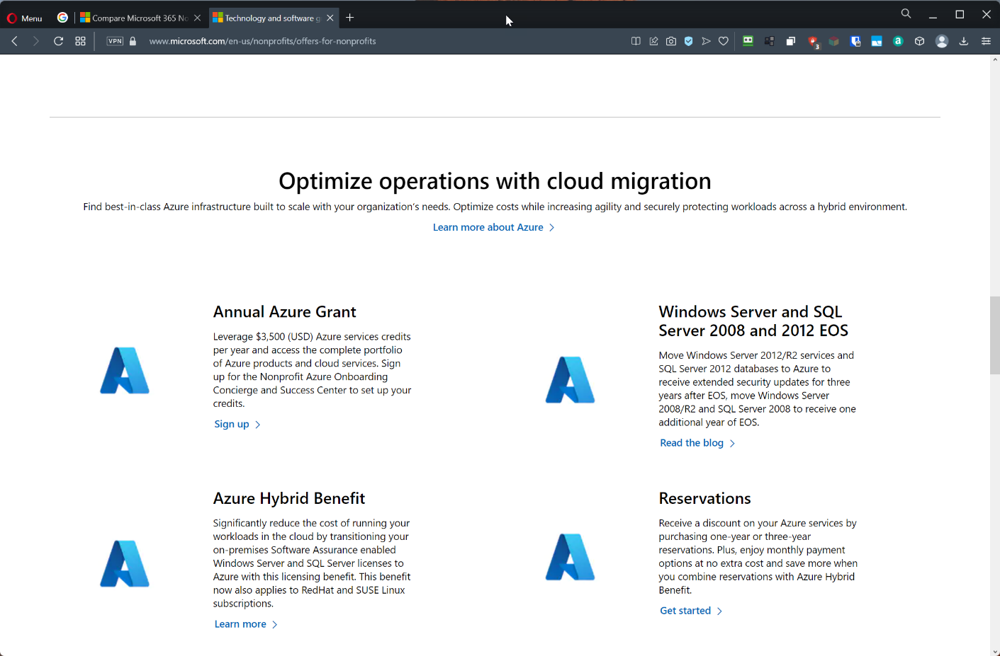 Menu
Compare Microsoft 365 No
Technology and software g
VPN
www.microsoft.com/en-us/nonprofits/offers-for-nonprofits
3
a
Optimize operations with cloud migration
Find best-in-class Azure infrastructure built to scale with your organization's needs. Optimize costs while increasing agility and securely protecting workloads across a hybrid environment.
Learn more about Azure
Annual Azure Grant
Leverage $3,500 (USD) Azure services credits
per year and access the complete portfolio
of Azure products and cloud services. Sign
up for the Nonprofit Azure Onboarding
Concierge and Success Center to set up your
credits.
Sign up
Windows Server and SQL
Server 2008 and 2012 EOS
Move Windows Server 2012/R2 services and
SQL Server 2012 databases to Azure to
receive extended security updates for three
years after EOS, move Windows Server
2008/R2 and SQL Server 2008 to receive one
additional year of EOS.
Read the blog
Azure Hybrid Benefit
Significantly reduce the cost of running your
workloads in the cloud by transitioning your
on-premises Software Assurance enabled
Windows Server and SQL Server licenses to
Azure with this licensing benefit. This benefit
now also applies to RedHat and SUSE Linux
subscriptions.
Learn more
Reservations
Receive a discount on your Azure services by
purchasing one-year or three-year
reservations. Plus, enjoy monthly payment
options at no extra cost and save more when
you combine reservations with Azure Hybrid
Benefit.
Get started